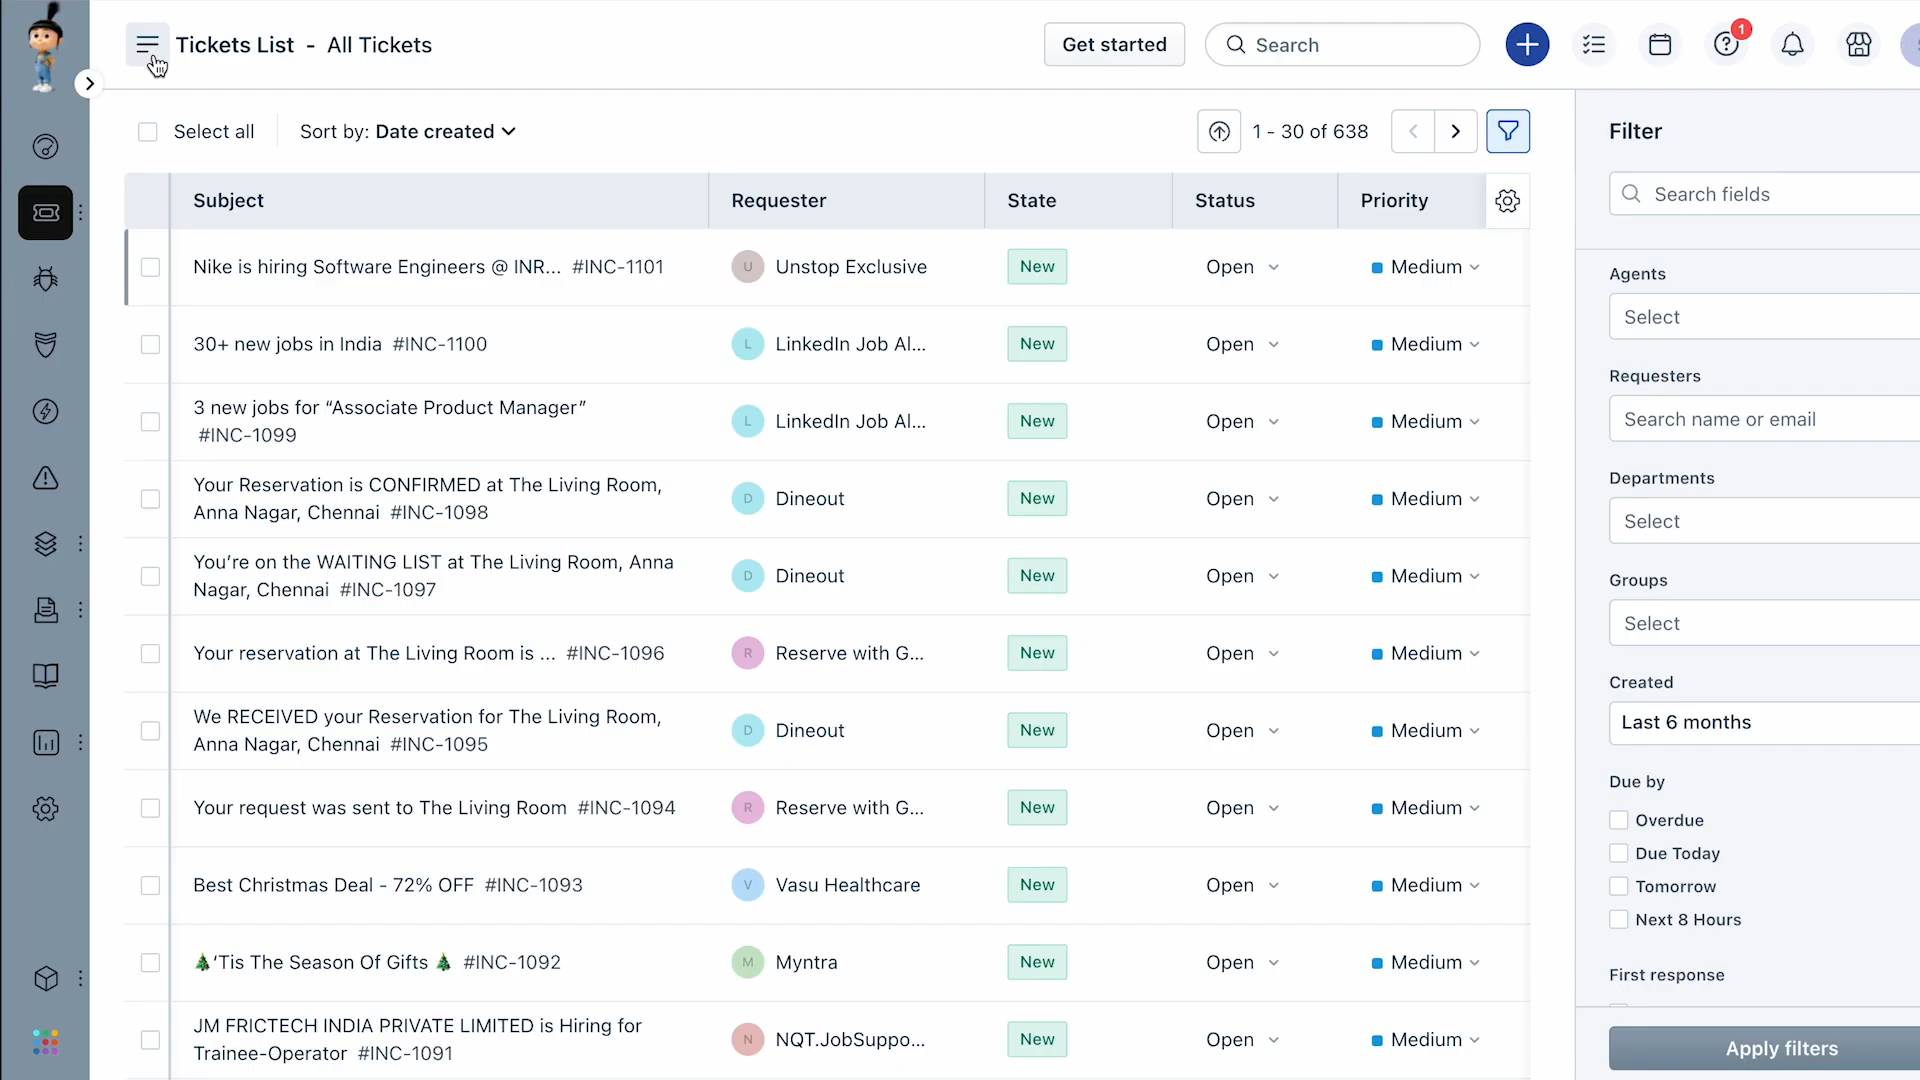 Tickets List - All Tickets
Get started
Search
1
Select all
Sort by: Date created
1 - 30 of 638
Subject
Requester
State
Status
Priority
Nike is hiring Software Engineers @ INR... #INC-1101
U
Unstop Exclusive
New
Open
Medium
30+ new jobs in India #INC-1100
L
LinkedIn Job Al...
New
Open
Medium
3 new jobs for “Associate Product Manager”
#INC-1099
L
LinkedIn Job Al...
New
Open
Medium
Your Reservation is CONFIRMED at The Living Room,
Anna Nagar, Chennai #INC-1098
D
Dineout
New
Open
Medium
You’re on the WAITING LIST at The Living Room, Anna
Nagar, Chennai #INC-1097
D
Dineout
New
Open
Medium
Your reservation at The Living Room is ... #INC-1096
R
Reserve with G...
New
Open
Medium
We RECEIVED your Reservation for The Living Room,
Anna Nagar, Chennai #INC-1095
D
Dineout
New
Open
Medium
Your request was sent to The Living Room #INC-1094
R
Reserve with G...
New
Open
Medium
Best Christmas Deal - 72% OFF #INC-1093
V
Vasu Healthcare
New
Open
Medium
🎄‘Tis The Season Of Gifts 🎄 #INC-1092
M
Myntra
New
Open
Medium
JM FRICTECH INDIA PRIVATE LIMITED is Hiring for
Trainee-Operator #INC-1091
N
NQT.JobSuppo...
New
Open
Medium
Filter
Search fields
Agents
Select
Requesters
Search name or email
Departments
Select
Groups
Select
Created
Last 6 months
Due by
Overdue
Due Today
Tomorrow
Next 8 Hours
First response
Apply filters